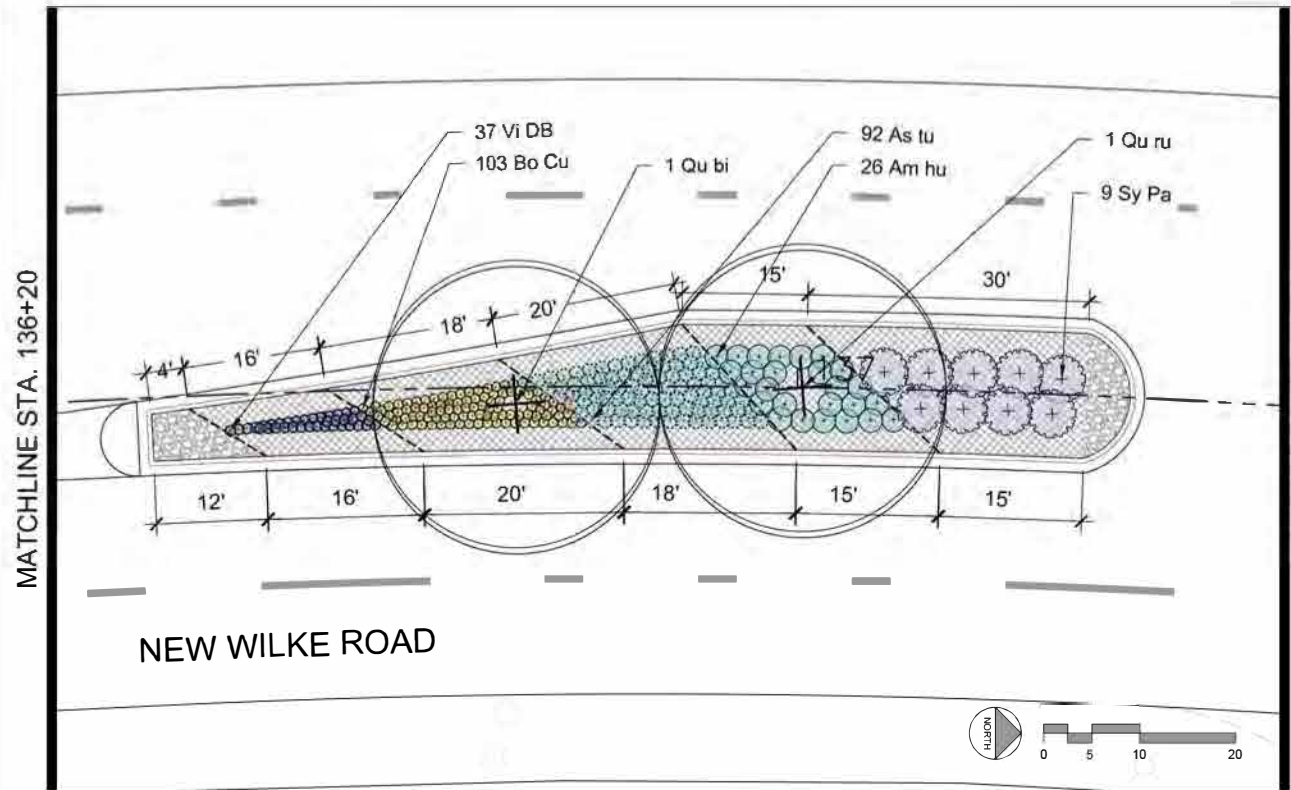 37 Vi DB
103 Bo Cu
1 Qu bi
92 As tu
26 Am hu
1 Qu ru
9 Sy Pa
4'
16'
18'
20'
15'
30'
137
12'
16'
20'
18'
15'
15'
MATCHLINE STA. 136+20
NEW WILKE ROAD
NORTH
0 5 10 20